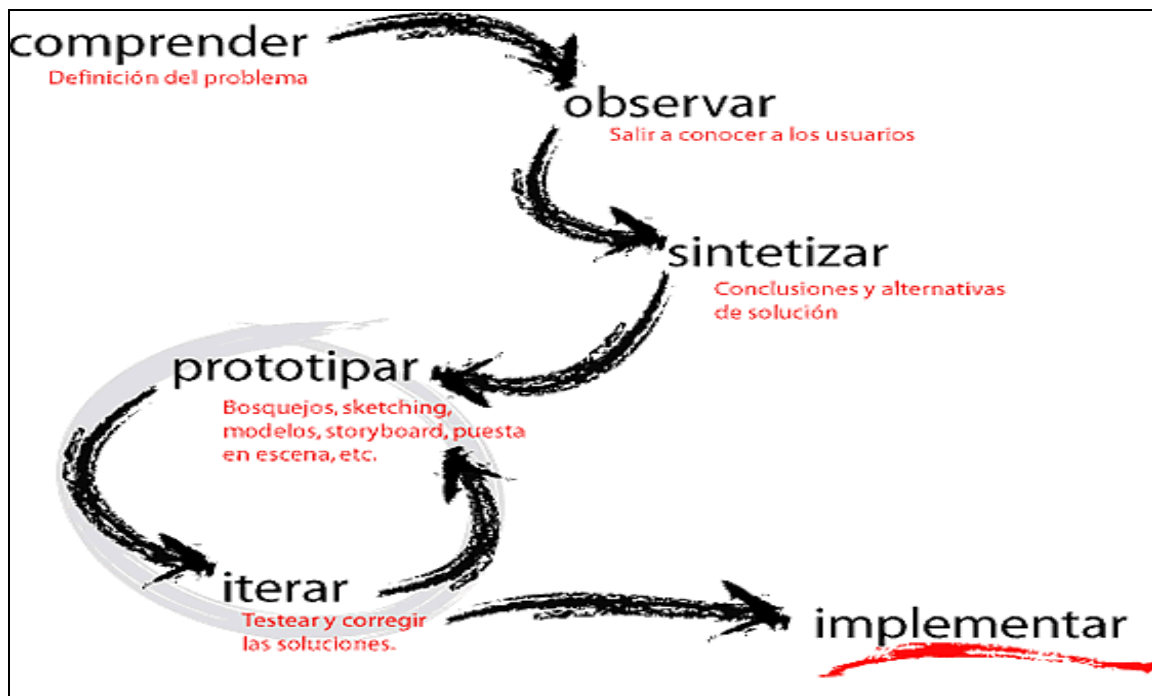 comprender
Definición del problema
observar
Salir a conocer a los usuarios
sintetizar
Conclusiones y alternativas
de solución
prototipar
Bosquejos, sketching,
modelos, storyboard, puesta
en escena, etc.
iterar
Testear y corregir
las soluciones.
implementar